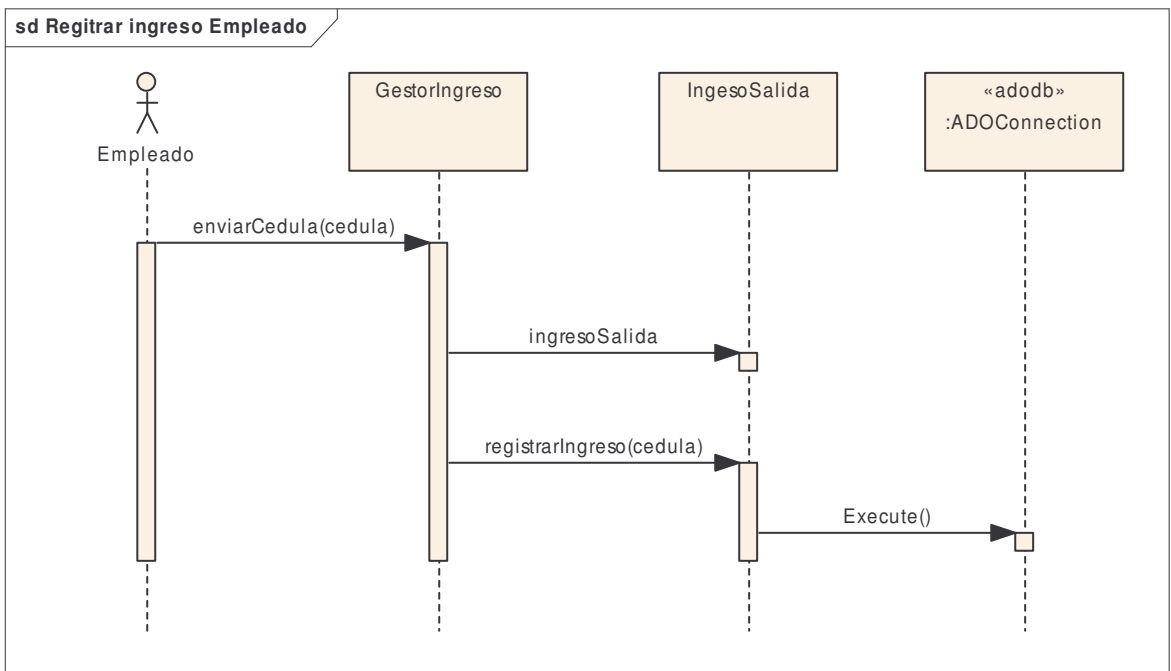 sd Regitrar ingreso Empleado
Empleado
GestorIngreso
IngesoSalida
«adodb»
:ADOConnection
enviarCedula(cedula)
ingresoSalida
registrarIngreso(cedula)
Execute()